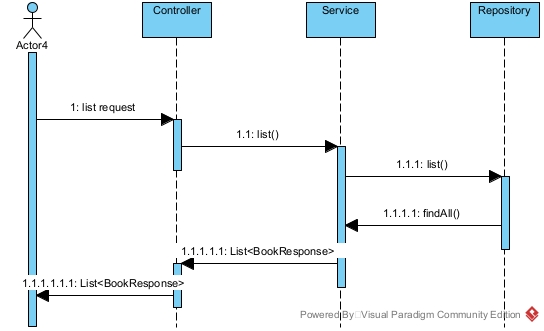 Controller
Service
Repository
Actor4
1: list request
1.1: list()
1.1.1: list()
1.1.1.1: findAll()
1.1.1.1.1: List<BookResponse>
1.1.1.1.1.1: List<BookResponse>
Powered By Visual Paradigm Community Edition